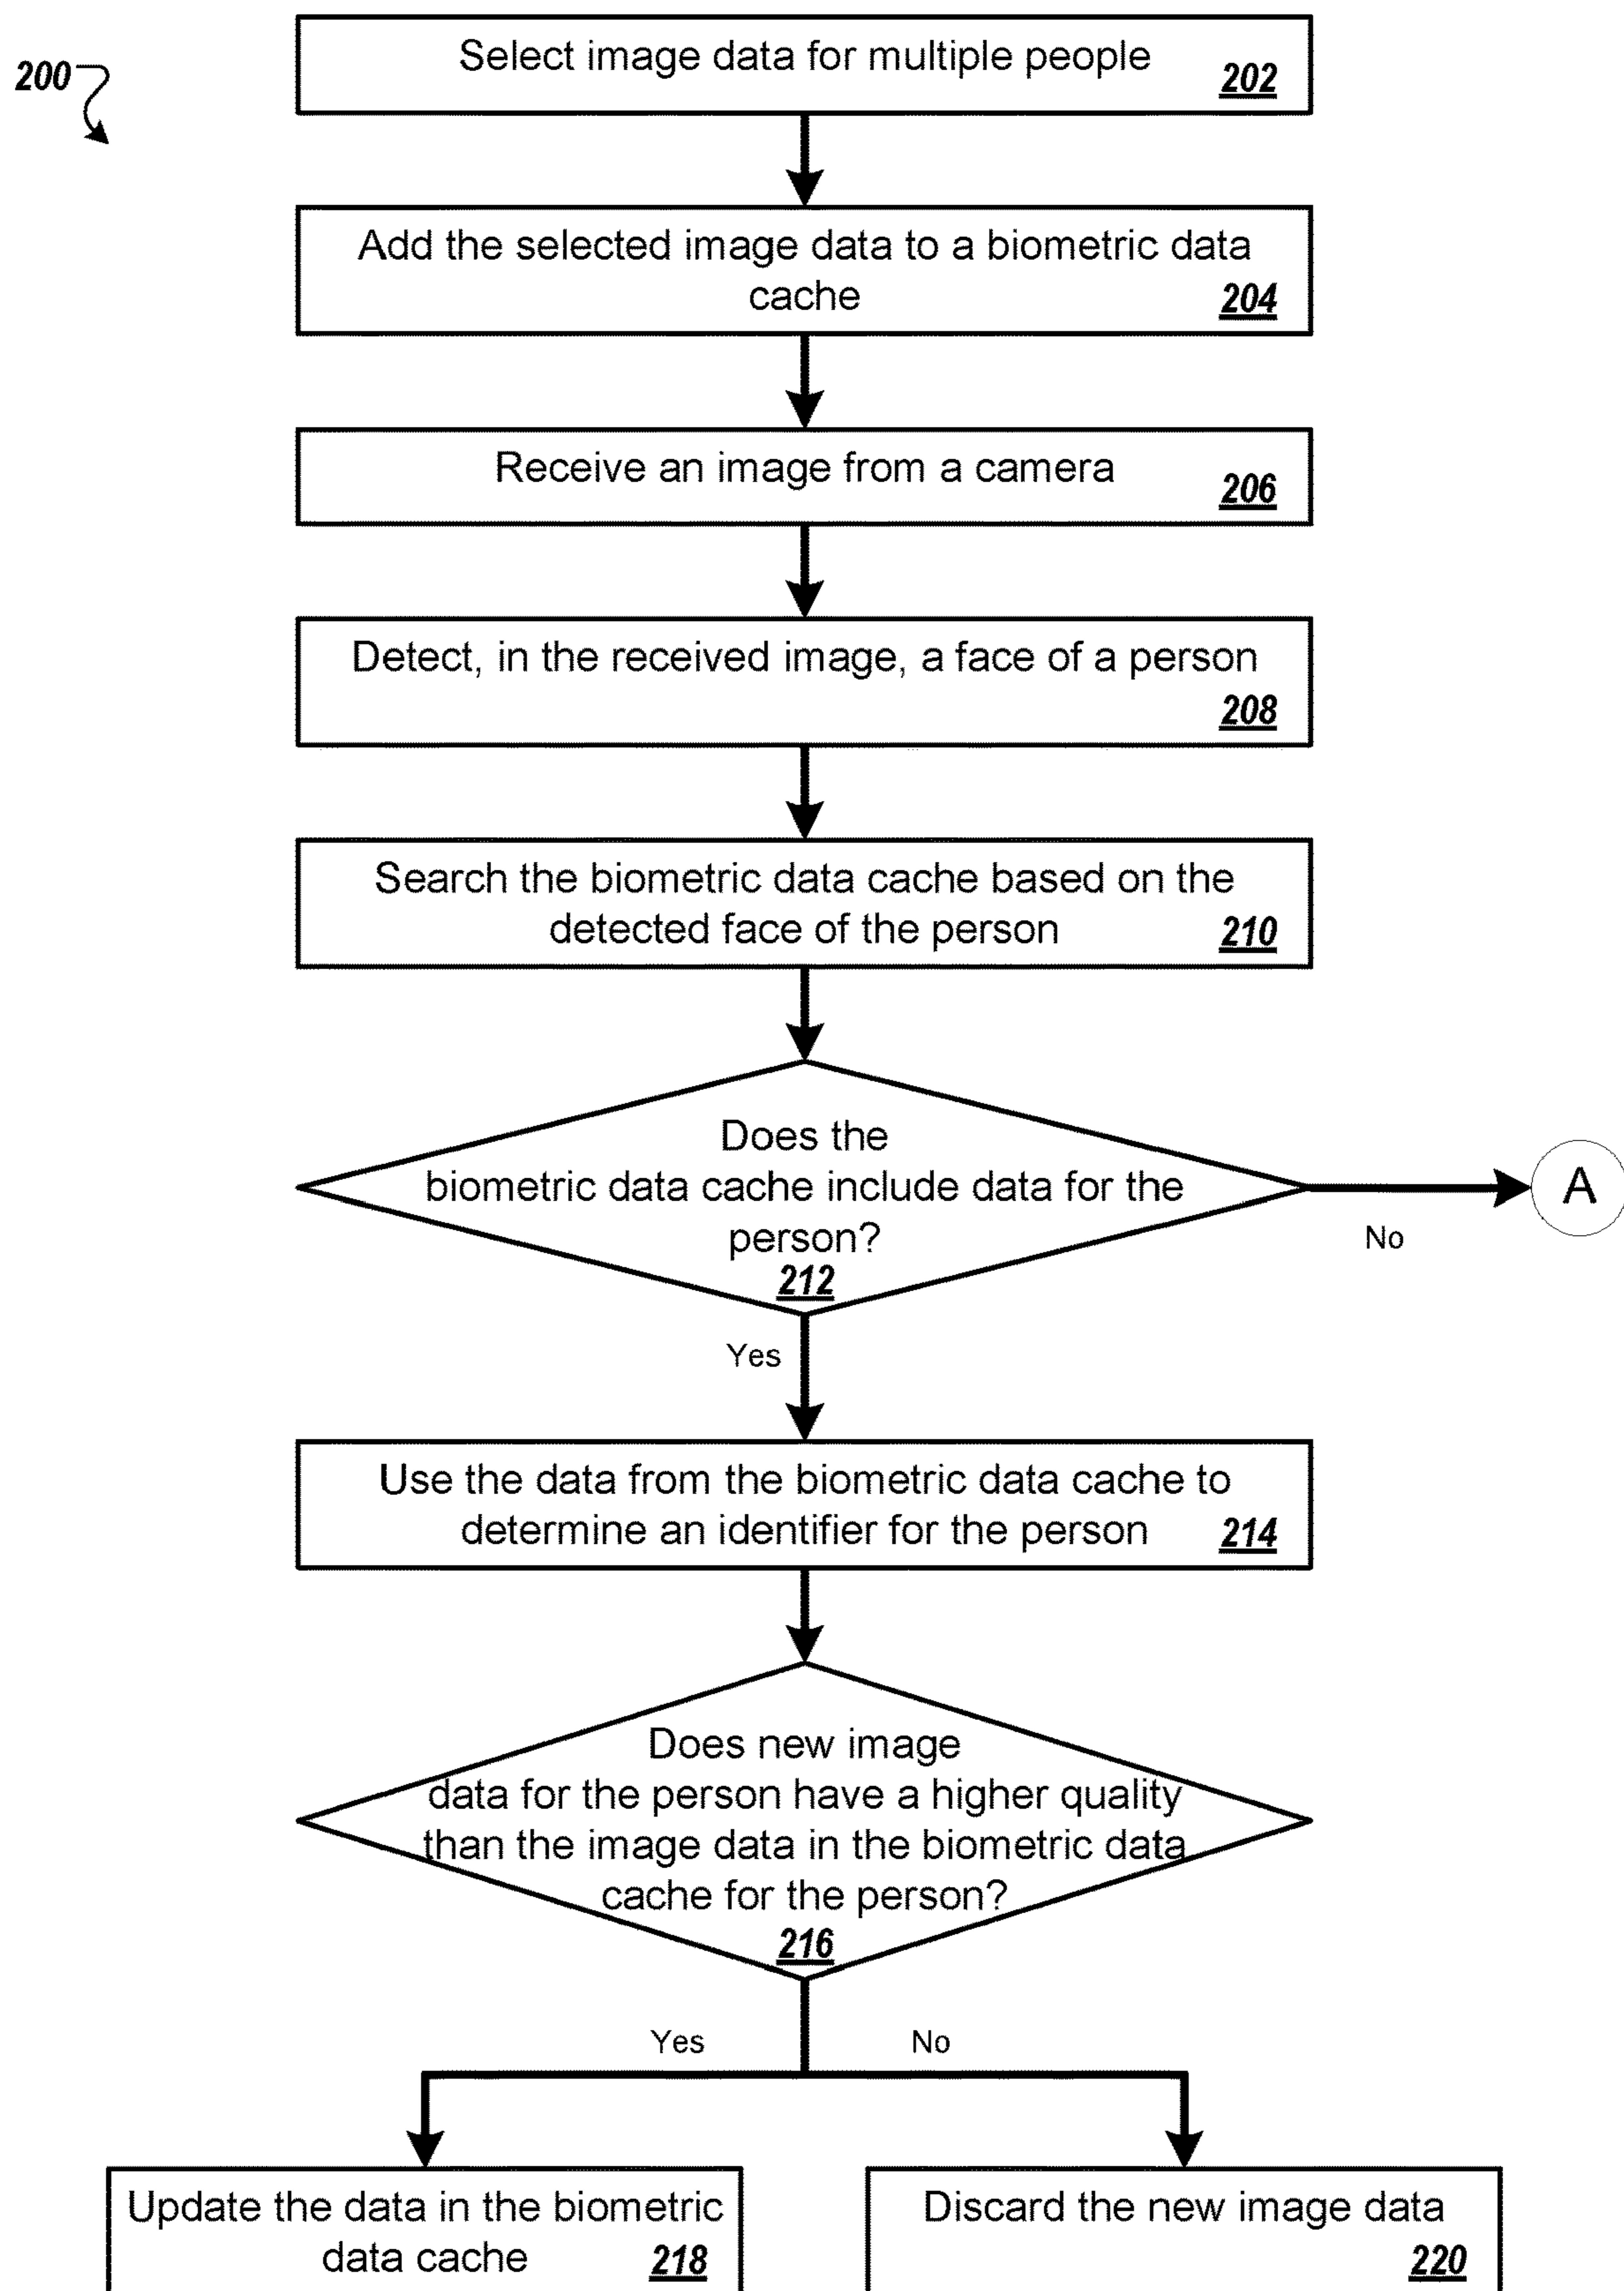 200
Select image data for multiple people
202
Add the selected image data to a biometric data
cache
204
Receive an image from a camera
206
Detect, in the received image, a face of a person
208
Search the biometric data cache based on the
detected face of the person
210
Does the
biometric data cache include data for the
person?
212
No
A
Yes
Use the data from the biometric data cache to
determine an identifier for the person
214
Does new image
data for the person have a higher quality
than the image data in the biometric data
cache for the person?
216
Yes
No
Update the data in the biometric
data cache
218
Discard the new image data
220